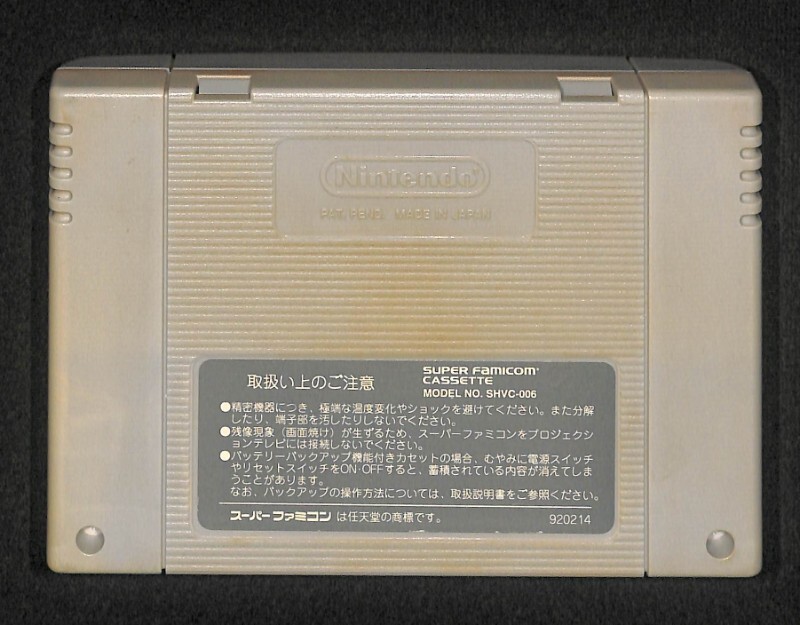 Nintendo®
PAT. PEND. MADE IN JAPAN
取扱い上のご注意
SUPER FAMICOM®
CASSETTE
MODEL NO. SHVC-006
●精密機器につき、極端な温度変化やショックを避けてください。また分解
したり、端子部を汚したりしないでください。
●残像現象（画面焼け）が生ずるため、スーパーファミコンをプロジェクシ
ョンテレビには接続しないでください。
●バッテリーバックアップ機能付きカセットの場合、むやみに電源スイッチ
やリセットスイッチをON·OFFすると、蓄積されている内容が消えてしま
うことがあります。
なお、バックアップの操作方法については、取扱説明書をご参照ください。
スーパーファミコンは任天堂の商標です。
920214